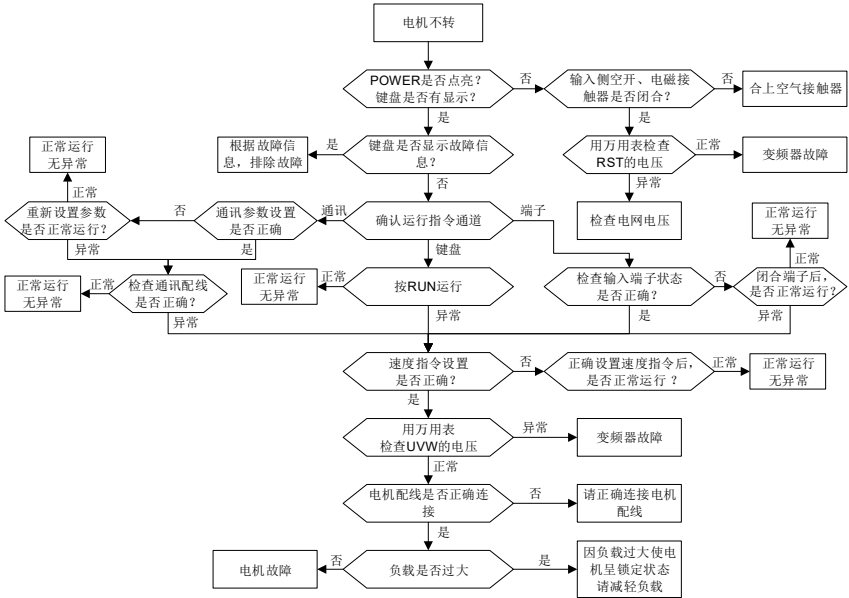 电机不转
POWER是否点亮？
键盘是否有显示？
否
输入侧空开、电磁接
触器是否闭合？
否
合上空气接触器
是
是
正常运行
无异常
根据故障信
息，排除故障
是
键盘是否显示故障信
息？
用万用表检查
RST的电压
正常
变频器故障
正常
否
异常
重新设置参数
是否正常运行？
否
通讯参数设置
是否正确
通讯
确认运行指令通道
端子
检查电网电压
正常运行
无异常
异常
是
键盘
正常
正常运行
无异常
正常
检查通讯配线
是否正确？
正常运行
无异常
正常
按RUN运行
检查输入端子状态
是否正确？
否
闭合端子后，
是否正常运行？
异常
异常
是
异常
速度指令设置
是否正确？
否
正确设置速度指令后，
是否正常运行 ？
正常
正常运行
无异常
是
用万用表
检查UVW的电压
异常
变频器故障
正常
电机配线是否正确连
接
否
请正确连接电机
配线
是
电机故障
否
负载是否过大
是
因负载过大使电
机呈锁定状态
请减轻负载